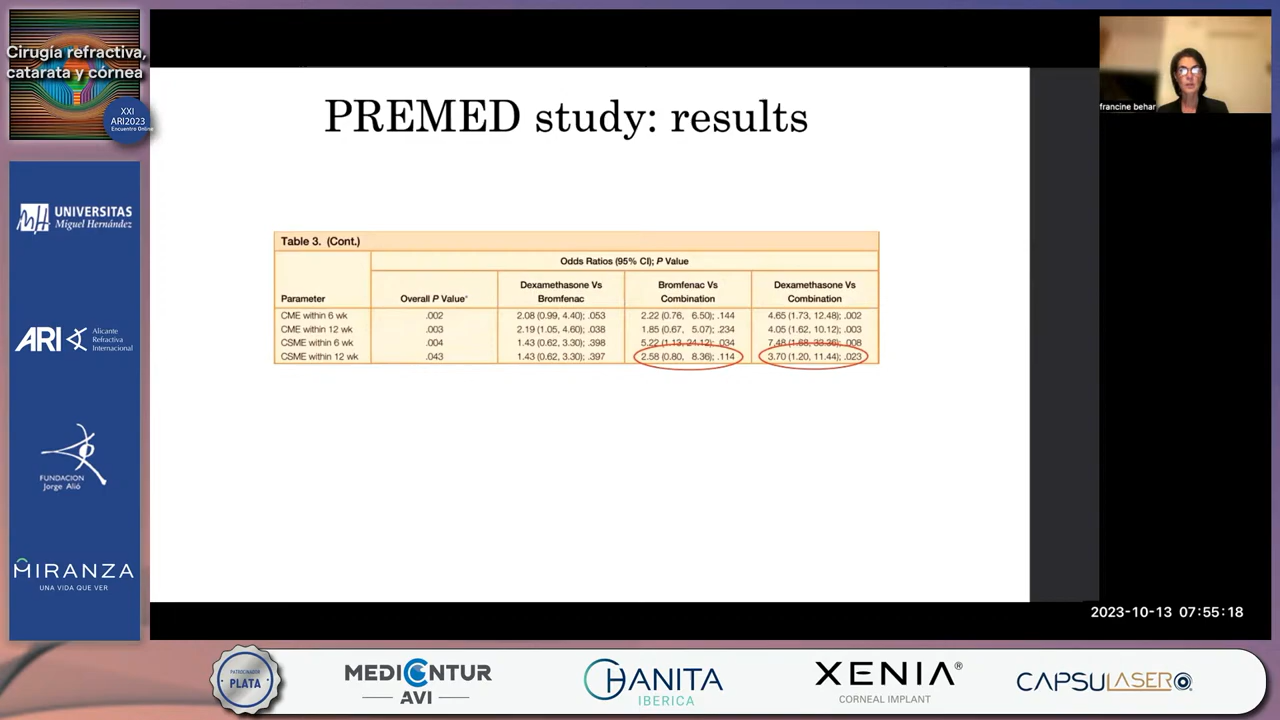 Cirugía refractiva,
catarata y córnea
XXI
ARI2023
Encuentro Online
UNIVERSITAS
Miguel Hernández
ARI
Alicante
Refractiva
Internacional
FUNDACION
Jorge Alió
MIRANZA
UNA VIDA QUE VER
PREMED study: results
Table 3. (Cont.)
Odds Ratios (95% CI); P Value
Parameter Overall P Value* Dexamethasone Vs Bromfenac Bromfenac Vs Combination Dexamethasone Vs Combination
CME within 6 wk .002 2.08 (0.99, 4.40); .053 2.22 (0.76, 6.50); .144 4.65 (1.73, 12.48); .002
CME within 12 wk .003 2.19 (1.05, 4.60); .038 1.85 (0.67, 5.07); .234 4.05 (1.62, 10.12); .003
CSME within 6 wk .004 1.43 (0.62, 3.30); .398 5.22 (1.13, 24.12); .034 7.48 (1.68, 33.36); .008
CSME within 12 wk .043 1.43 (0.62, 3.30); .397 2.58 (0.80, 8.36); .114 3.70 (1.20, 11.44); .023
francine behar
2023-10-13 07:55:18
PATROCINADOR
PLATA
MEDICONTUR
AVI
HANITA
IBERICA
XENIA®
CORNEAL IMPLANT
CAPSULASER